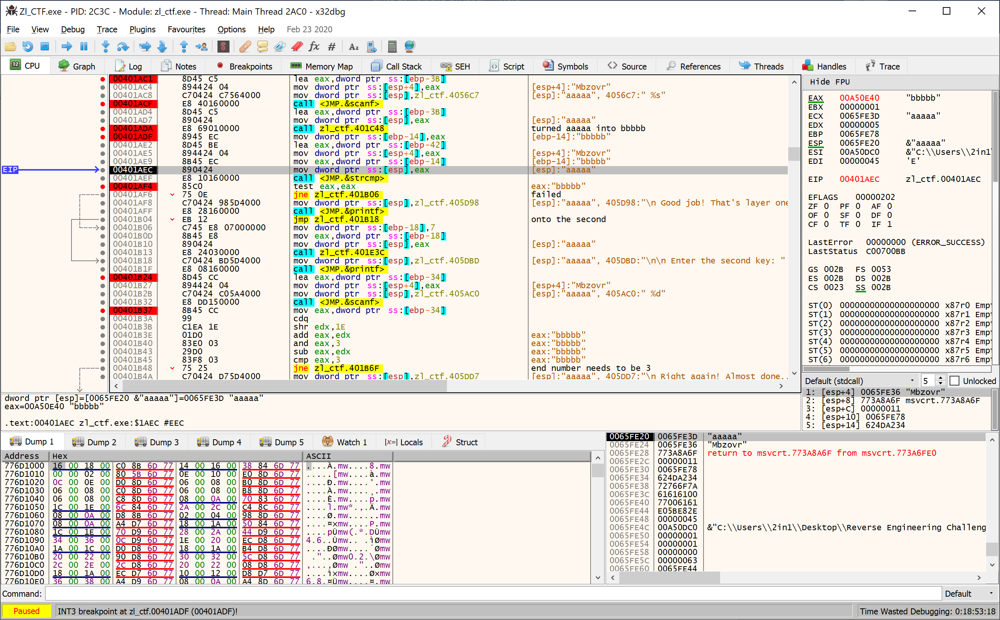 Zl_CTF.exe - PID: 2C3C - Module: zl_ctf.exe - Thread: Main Thread 2AC0 - x32dbg
File View Debug Trace Plugins Favourites Options Help Feb 23 2020
CPU Graph Log Notes Breakpoints Memory Map Call Stack SEH Script Symbols Source References Threads Handles Trace
00401AC1 8D45 C5 lea eax,dword ptr ss:[ebp-3B]
00401AC4 894424 04 mov dword ptr ss:[esp+4],eax [esp+4]:"Mbzovr"
00401AC8 C70424 C7564000 mov dword ptr ss:[esp],zl_ctf.4056C7 [esp]:"aaaaa", 4056C7:" %s"
00401ACF E8 40160000 call <JMP.&scanf>
00401AD4 8D45 C5 lea eax,dword ptr ss:[ebp-3B]
00401AD7 890424 mov dword ptr ss:[esp],eax [esp]:"aaaaa"
00401ADA E8 69010000 call zl_ctf.401C48 turned aaaaa into bbbbb
00401ADF 8945 EC mov dword ptr ss:[ebp-14],eax [ebp-14]:"bbbbb"
00401AE2 8D45 BE lea eax,dword ptr ss:[ebp-42]
00401AE5 894424 04 mov dword ptr ss:[esp+4],eax [esp+4]:"Mbzovr"
00401AE9 8B45 EC mov eax,dword ptr ss:[ebp-14] [ebp-14]:"bbbbb"
EIP 00401AEC 890424 mov dword ptr ss:[esp],eax [esp]:"aaaaa"
00401AEF E8 10160000 call <JMP.&strcmp>
00401AF4 85C0 test eax,eax eax:"bbbbb"
00401AF6 75 0E jne zl_ctf.401B06 failed
00401AF8 C70424 985D4000 mov dword ptr ss:[esp],zl_ctf.405D98 [esp]:"aaaaa", 405D98:"\n Good job! That's layer one
00401AFF E8 28160000 call <JMP.&printf>
00401B04 EB 12 jmp zl_ctf.401B18 onto the second
00401B06 C745 E8 07000000 mov dword ptr ss:[ebp-18],7
00401B0D 8B45 E8 mov eax,dword ptr ss:[ebp-18]
00401B10 890424 mov dword ptr ss:[esp],eax [esp]:"aaaaa"
00401B13 E8 24030000 call zl_ctf.401E3C
00401B18 C70424 BD5D4000 mov dword ptr ss:[esp],zl_ctf.405DBD [esp]:"aaaaa", 405DBD:"\n\n Enter the second key: "
00401B1F E8 08160000 call <JMP.&printf>
00401B24 8D45 CC lea eax,dword ptr ss:[ebp-34]
00401B27 894424 04 mov dword ptr ss:[esp+4],eax [esp+4]:"Mbzovr"
00401B2B C70424 C05A4000 mov dword ptr ss:[esp],zl_ctf.405AC0 [esp]:"aaaaa", 405AC0:" %d"
00401B32 E8 DD150000 call <JMP.&scanf>
00401B37 8B45 CC mov eax,dword ptr ss:[ebp-34]
00401B3A 99 cdq
00401B3B C1EA 1E shr edx,1E
00401B3E 01D0 add eax,edx eax:"bbbbb"
00401B40 83E0 03 and eax,3 eax:"bbbbb"
00401B43 29D0 sub eax,edx eax:"bbbbb"
00401B45 83F8 03 cmp eax,3 eax:"bbbbb"
00401B48 75 25 jne zl_ctf.401B6F end number needs to be 3
00401B4A C70424 D75D4000 mov dword ptr ss:[esp],zl_ctf.405DD7 [esp]:"aaaaa", 405DD7:"\n Right again! Almost done..
Hide FPU
EAX 00A50E40 "bbbbb"
EBX 00000001
ECX 0065FE3D "aaaaa"
EDX 00000005
EBP 0065FE78
ESP 0065FE20 &"aaaaa"
ESI 00A50DC0 &"C:\\Users\\2in1\
EDI 00000045 'E'
EIP 00401AEC zl_ctf.00401AEC
EFLAGS 00000202
ZF 0 PF 0 AF 0
OF 0 SF 0 DF 0
CF 0 TF 0 IF 1
LastError 00000000 (ERROR_SUCCESS)
LastStatus C00700BB
GS 002B FS 0053
ES 002B DS 002B
CS 0023 SS 002B
ST(0) 00000000000000000000 x87r0 Empt
ST(1) 00000000000000000000 x87r1 Empt
ST(2) 00000000000000000000 x87r2 Empt
ST(3) 00000000000000000000 x87r3 Empt
ST(4) 00000000000000000000 x87r4 Empt
ST(5) 00000000000000000000 x87r5 Empt
ST(6) 00000000000000000000 x87r6 Empt
Default (stdcall) 5 Unlocked
1: [esp+4] 0065FE36 "Mbzovr"
2: [esp+8] 773A8A6F msvcrt.773A8A6F
3: [esp+C] 00000011
4: [esp+10] 0065FE78
5: [esp+14] 624DA234
dword ptr [esp]=[0065FE20 &"aaaaa"]=0065FE3D "aaaaa"
eax=00A50E40 "bbbbb"
.text:00401AEC zl_ctf.exe:$1AEC #EEC
Dump 1 Dump 2 Dump 3 Dump 4 Dump 5 Watch 1 [x=] Locals Struct
Address Hex ASCII
776D1000 16 00 18 00 C0 8B 6D 77 14 00 16 00 38 84 6D 77 ....À.mw....8.mw
776D1010 00 00 02 00 80 5B 6D 77 0E 00 10 00 E0 8D 6D 77 .....[mw....à.mw
776D1020 0C 00 0E 00 D0 8D 6D 77 06 00 08 00 B0 8D 6D 77 ....Ð.mw....°.mw
776D1030 06 00 08 00 C0 8D 6D 77 06 00 08 00 B8 8D 6D 77 ....À.mw....¸.mw
776D1040 06 00 08 00 C8 8D 6D 77 08 00 0A 00 70 83 6D 77 ....È.mw....p.mw
776D1050 1C 00 1E 00 6C 84 6D 77 2A 00 2C 00 C4 8C 6D 77 ....l.mw*.,.Ä.mw
776D1060 08 00 0A 00 D8 8B 6D 77 02 00 04 00 98 8D 6D 77 ....Ø.mw......mw
776D1070 08 00 0A 00 A4 D7 6D 77 18 00 1A 00 50 84 6D 77 ....¤×mw....P.mw
776D1080 1C 00 1E 00 70 D9 6D 77 28 00 2A 00 44 D9 6D 77 ....pÙmw(.*.DÙmw
776D1090 34 00 36 00 0C D9 6D 77 1E 00 20 00 EC D8 6D 77 4.6..Ùmw.. .ìØmw
776D10A0 1A 00 1C 00 D0 D8 6D 77 18 00 1A 00 B4 D8 6D 77 ....ÐØmw....´Ømw
776D10B0 20 00 22 00 90 D8 6D 77 30 00 32 00 5C D8 6D 77 ."..Ømw0.2.\Ømw
776D10C0 2C 00 2E 00 2C D8 6D 77 20 00 22 00 08 D8 6D 77 ,...,Ømw ."..Ømw
776D10D0 18 00 1A 00 EC D7 6D 77 10 00 12 00 D8 D7 6D 77 ....ì×mw....Ø×mw
776D10E0 36 00 38 00 A4 D9 6D 77 08 00 0A 00 A4 8D 6D 77 6.8.¤Ùmw....¤.mw
0065FE20 0065FE3D "aaaaa"
0065FE24 0065FE36 "Mbzovr"
0065FE28 773A8A6F return to msvcrt.773A8A6F from msvcrt.773A6FE0
0065FE2C 00000011
0065FE30 0065FE78
0065FE34 624DA234
0065FE38 72766F7A
0065FE3C 61616100
0065FE40 77006161
0065FE44 E05BE82E
0065FE48 00000045
0065FE4C 00A50DC0 &"C:\\Users\\2in1\\Desktop\\Reverse Engineering Challeng
0065FE50 00000001
0065FE54 00000001
0065FE58 00000000
0065FE5C 00000063
0065FE60 0065FE44
Command: Default
Paused INT3 breakpoint at zl_ctf.00401ADF (00401ADF)! Time Wasted Debugging: 0:18:53:18